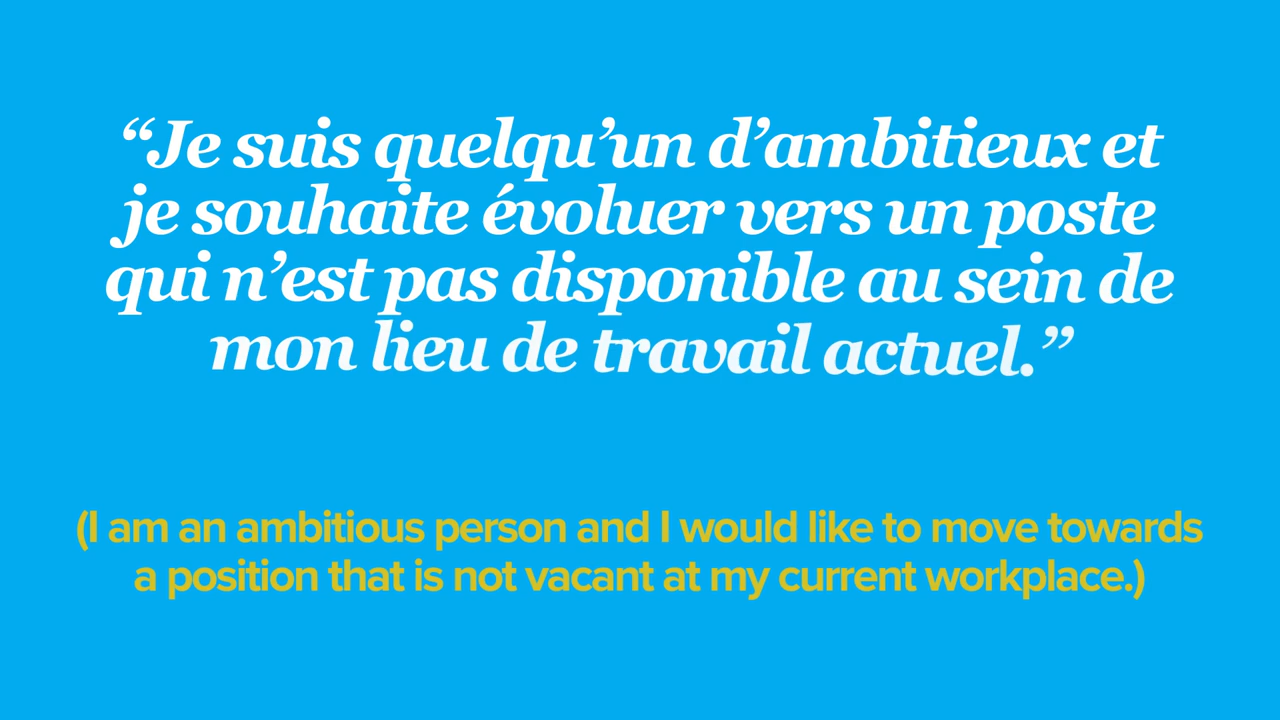 “Je suis quelqu’un d’ambitieux et
je souhaite évoluer vers un poste
qui n’est pas disponible au sein de
mon lieu de travail actuel.”
(I am an ambitious person and I would like to move towards
a position that is not vacant at my current workplace.)